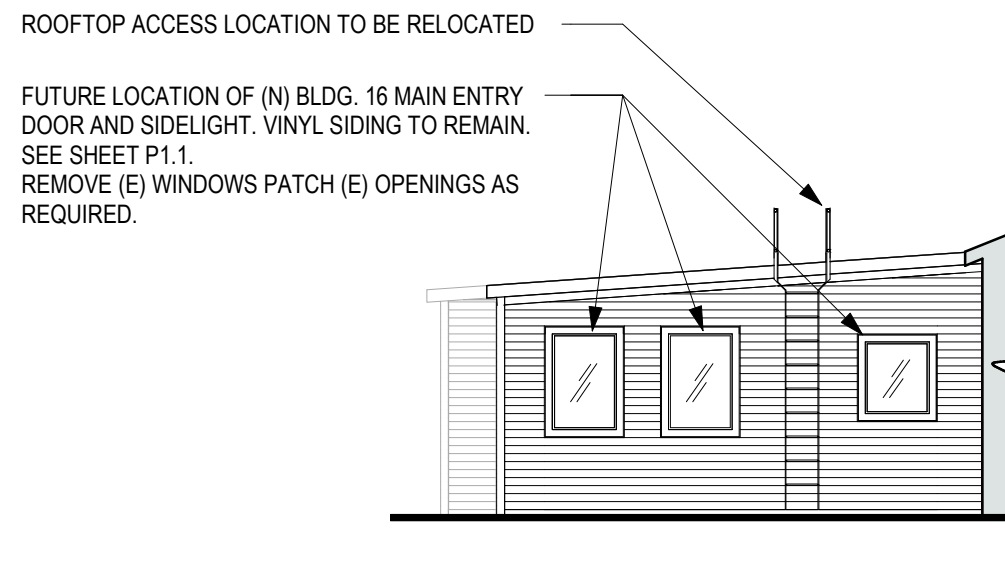 ROOFTOP ACCESS LOCATION TO BE RELOCATED
FUTURE LOCATION OF (N) BLDG. 16 MAIN ENTRY
DOOR AND SIDELIGHT. VINYL SIDING TO REMAIN.
SEE SHEET P1.1.
REMOVE (E) WINDOWS PATCH (E) OPENINGS AS
REQUIRED.